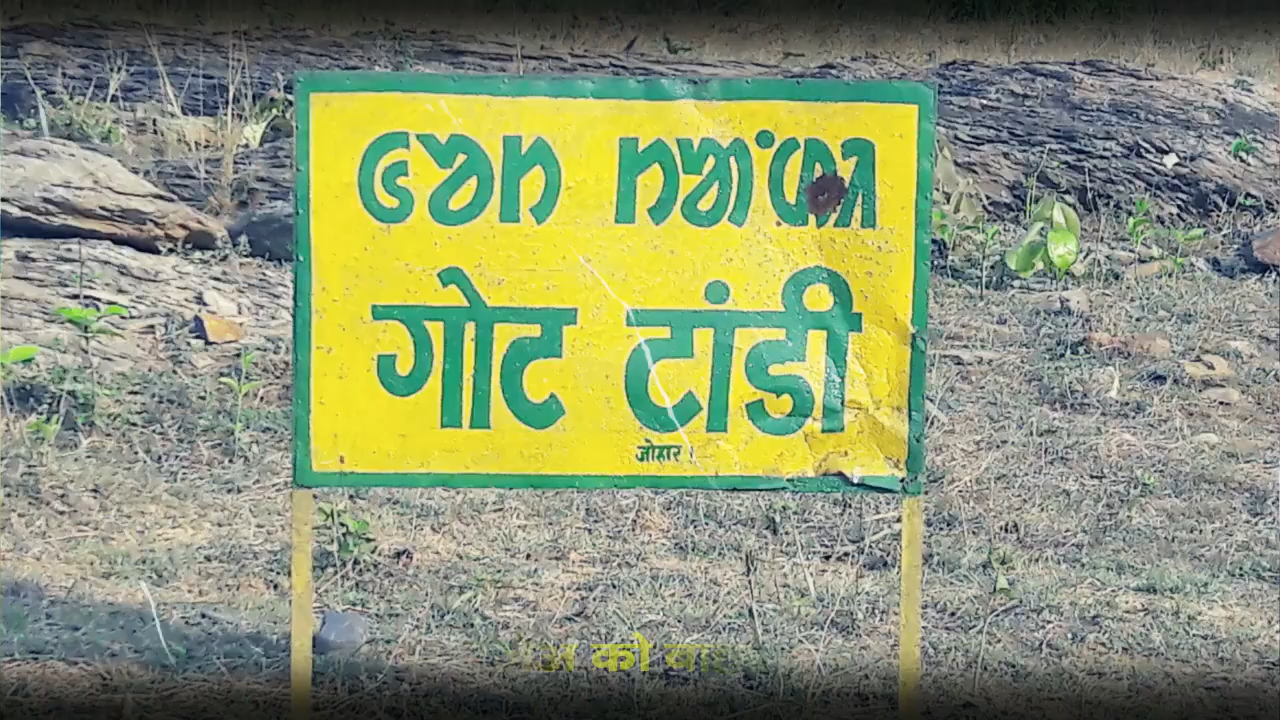 ᱜᱚᱴ ᱴᱟᱸᱰᱤ
गोट टांडी
जोहार।
को